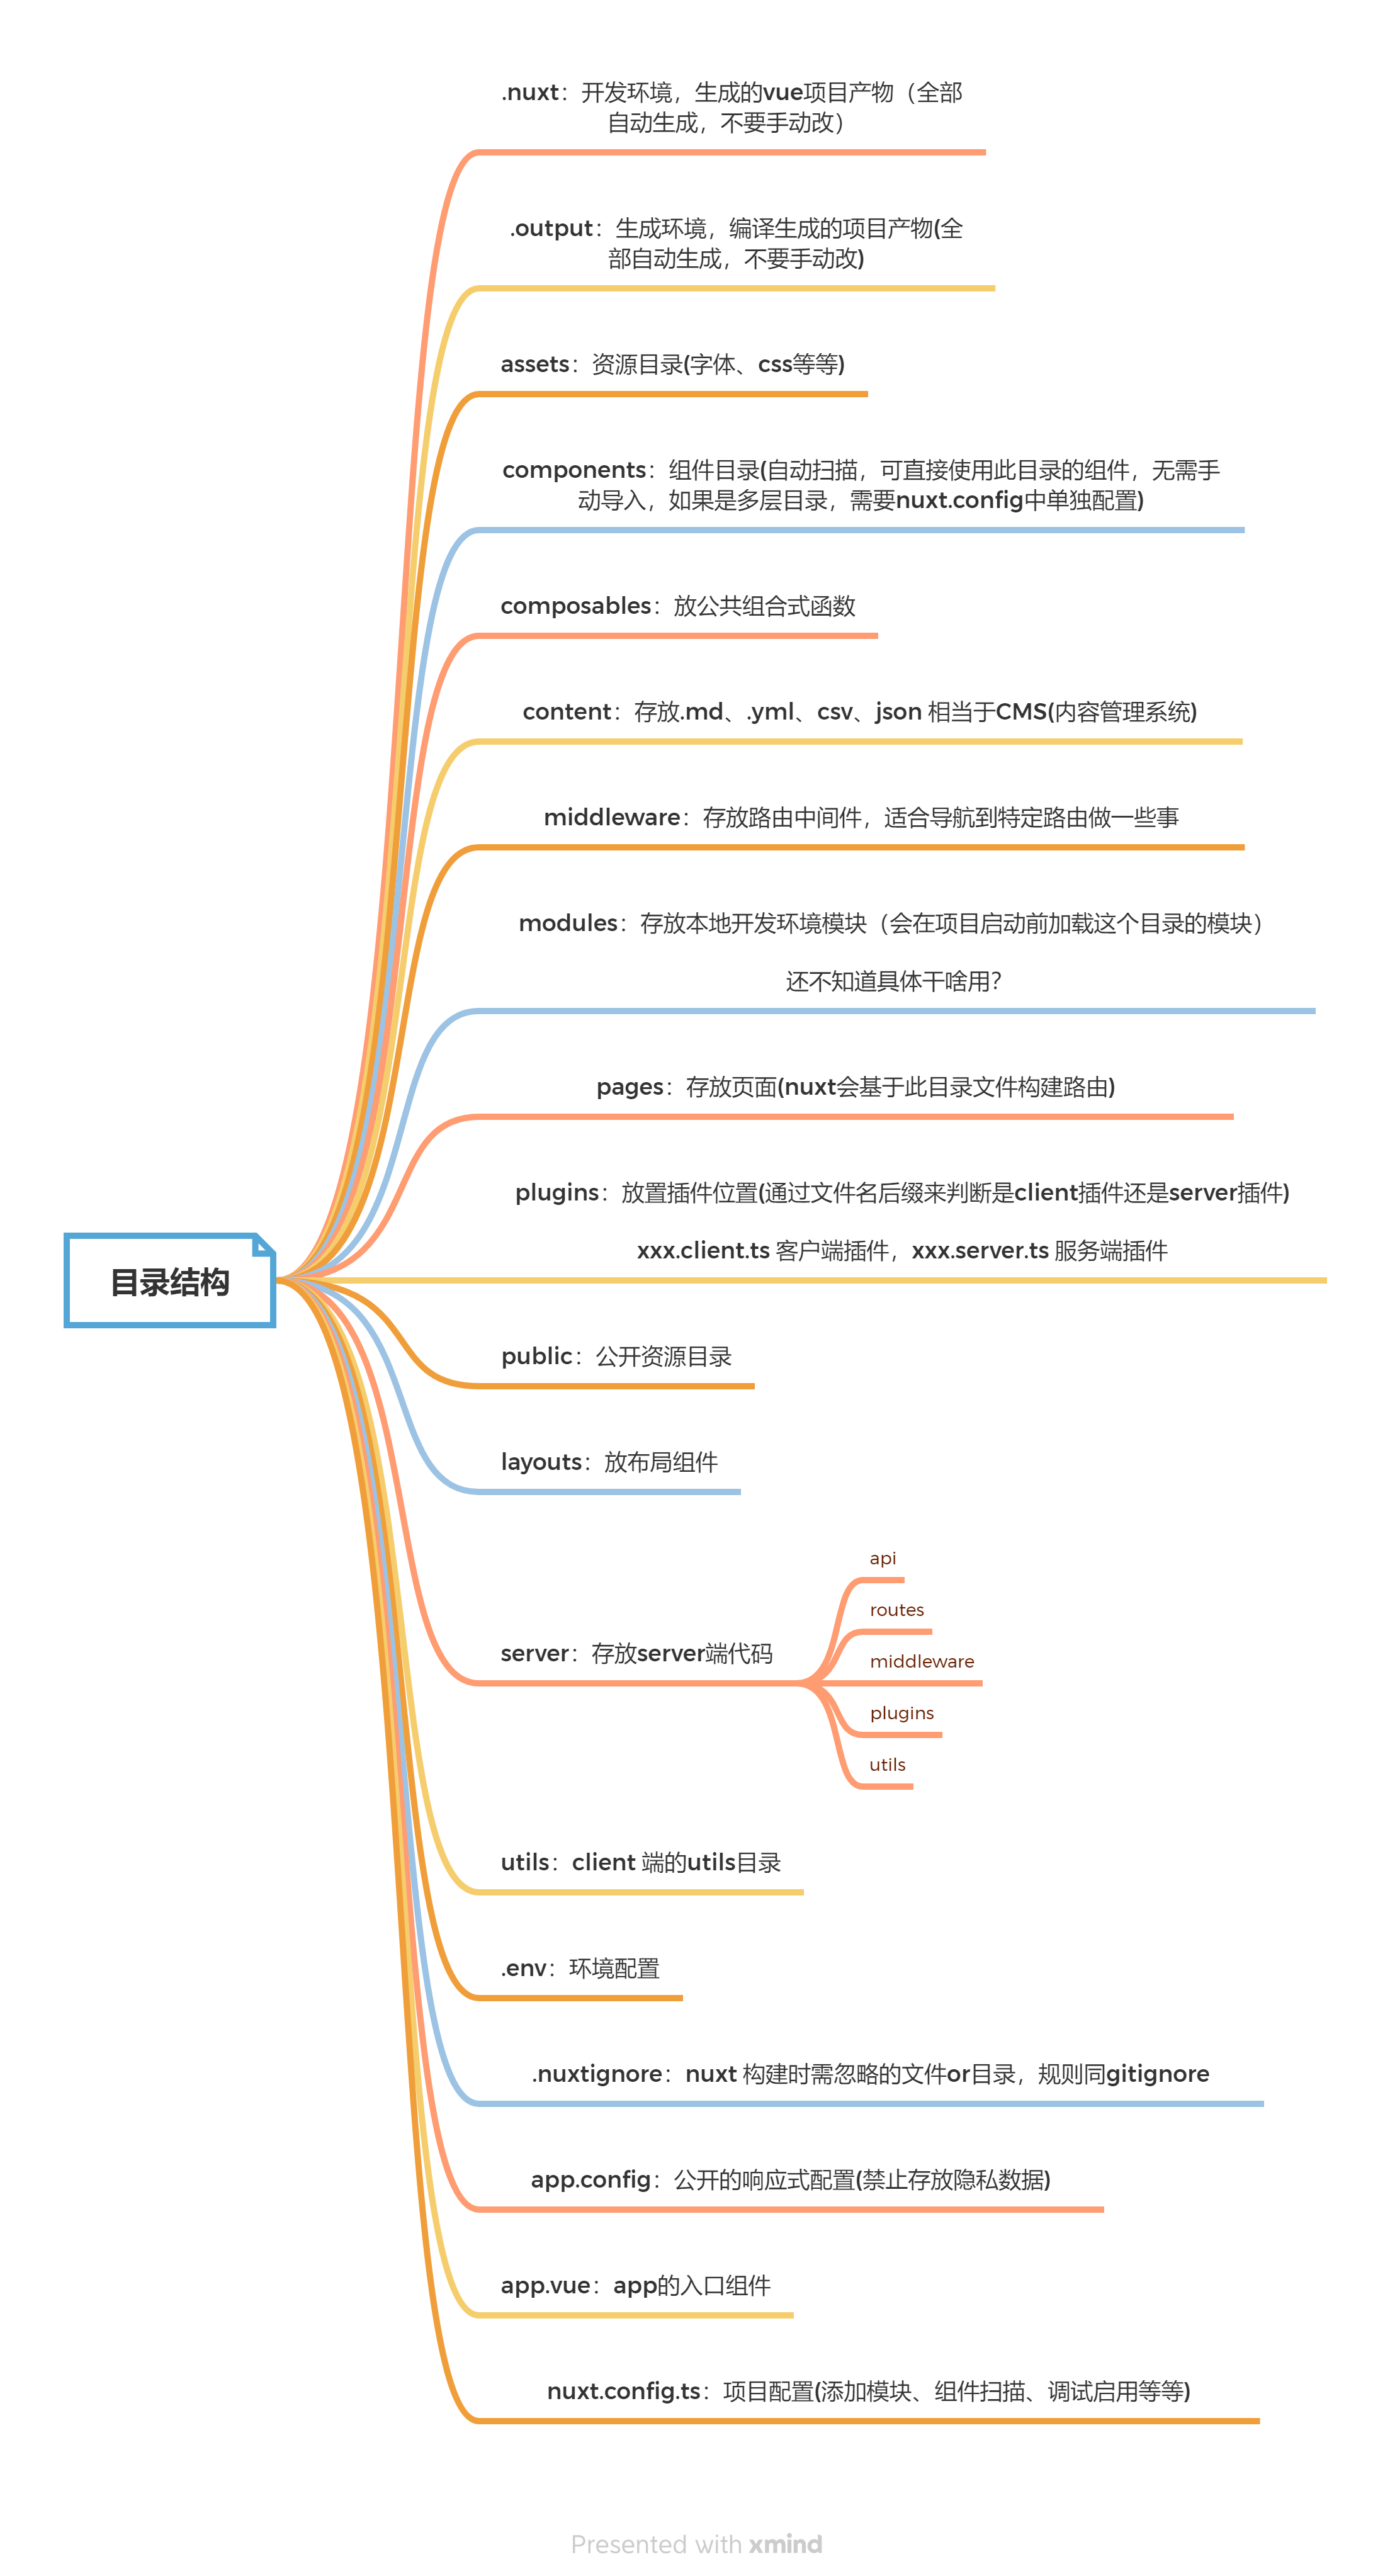 .nuxt：开发环境，生成的vue项目产物（全部
自动生成，不要手动改）
.output：生成环境，编译生成的项目产物(全
部自动生成，不要手动改)
assets：资源目录(字体、css等等)
components：组件目录(自动扫描，可直接使用此目录的组件，无需手
动导入，如果是多层目录，需要nuxt.config中单独配置)
composables：放公共组合式函数
content：存放.md、.yml、csv、json 相当于CMS(内容管理系统)
middleware：存放路由中间件，适合导航到特定路由做一些事
modules：存放本地开发环境模块（会在项目启动前加载这个目录的模块）
还不知道具体干啥用？
pages：存放页面(nuxt会基于此目录文件构建路由)
plugins：放置插件位置(通过文件名后缀来判断是client插件还是server插件)
xxx.client.ts 客户端插件，xxx.server.ts 服务端插件
目录结构
public：公开资源目录
layouts：放布局组件
server：存放server端代码
api
routes
middleware
plugins
utils
utils：client 端的utils目录
.env：环境配置
.nuxtignore：nuxt 构建时需忽略的文件or目录，规则同gitignore
app.config：公开的响应式配置(禁止存放隐私数据)
app.vue：app的入口组件
nuxt.config.ts：项目配置(添加模块、组件扫描、调试启用等等)
Presented with xmind